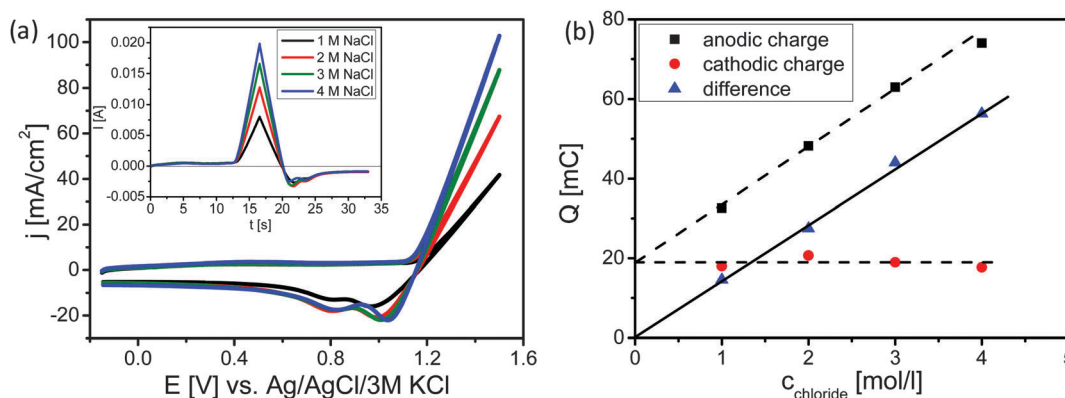 (a)
100
80
60
40
20
0
-20
j [mA/cm²]
0.0
0.4
0.8
1.2
1.6
E [V] vs. Ag/AgCl/3M KCl
0.020
0.015
0.010
0.005
0.000
-0.005
I [A]
0 5 10 15 20 25 30 35
t [s]
1 M NaCl
2 M NaCl
3 M NaCl
4 M NaCl
(b)
80
60
40
20
0
Q [mC]
anodic charge
cathodic charge
difference
0 1 2 3 4 5
c_chloride [mol/l]